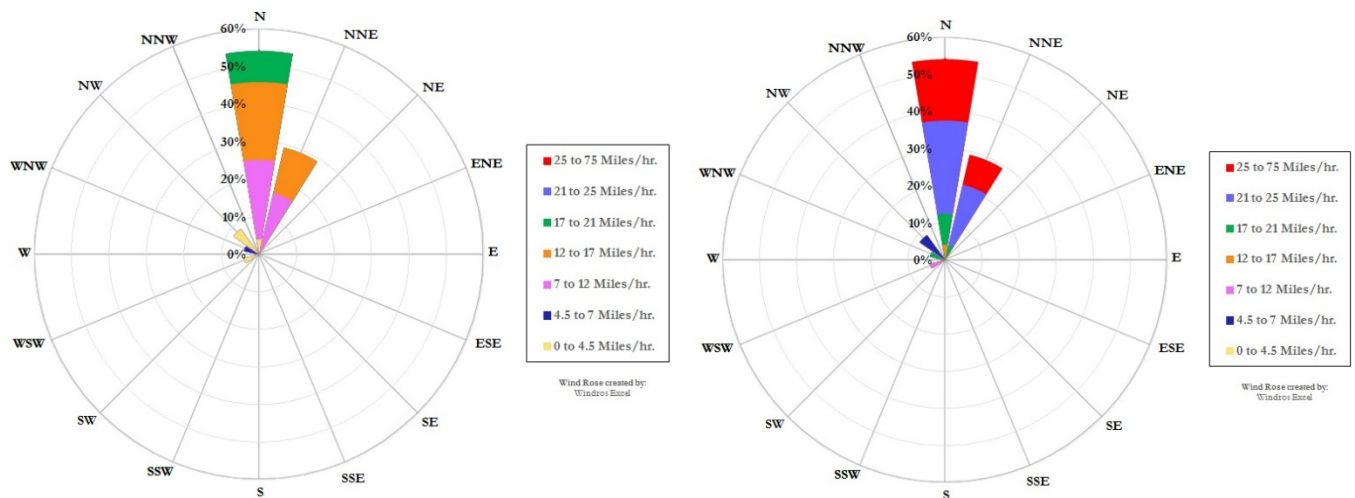 N
NNE
NE
ENE
E
ESE
SE
SSE
S
SSW
SW
WSW
W
WNW
NW
NNW
60%
50%
40%
30%
20%
10%
0%
25 to 75 Miles/hr.
21 to 25 Miles/hr.
17 to 21 Miles/hr.
12 to 17 Miles/hr.
7 to 12 Miles/hr.
4.5 to 7 Miles/hr.
0 to 4.5 Miles/hr.
Wind Rose created by:
Windros Excel
N
NNE
NE
ENE
E
ESE
SE
SSE
S
SSW
SW
WSW
W
WNW
NW
NNW
60%
50%
40%
30%
20%
10%
0%
25 to 75 Miles/hr.
21 to 25 Miles/hr.
17 to 21 Miles/hr.
12 to 17 Miles/hr.
7 to 12 Miles/hr.
4.5 to 7 Miles/hr.
0 to 4.5 Miles/hr.
Wind Rose created by:
Windros Excel